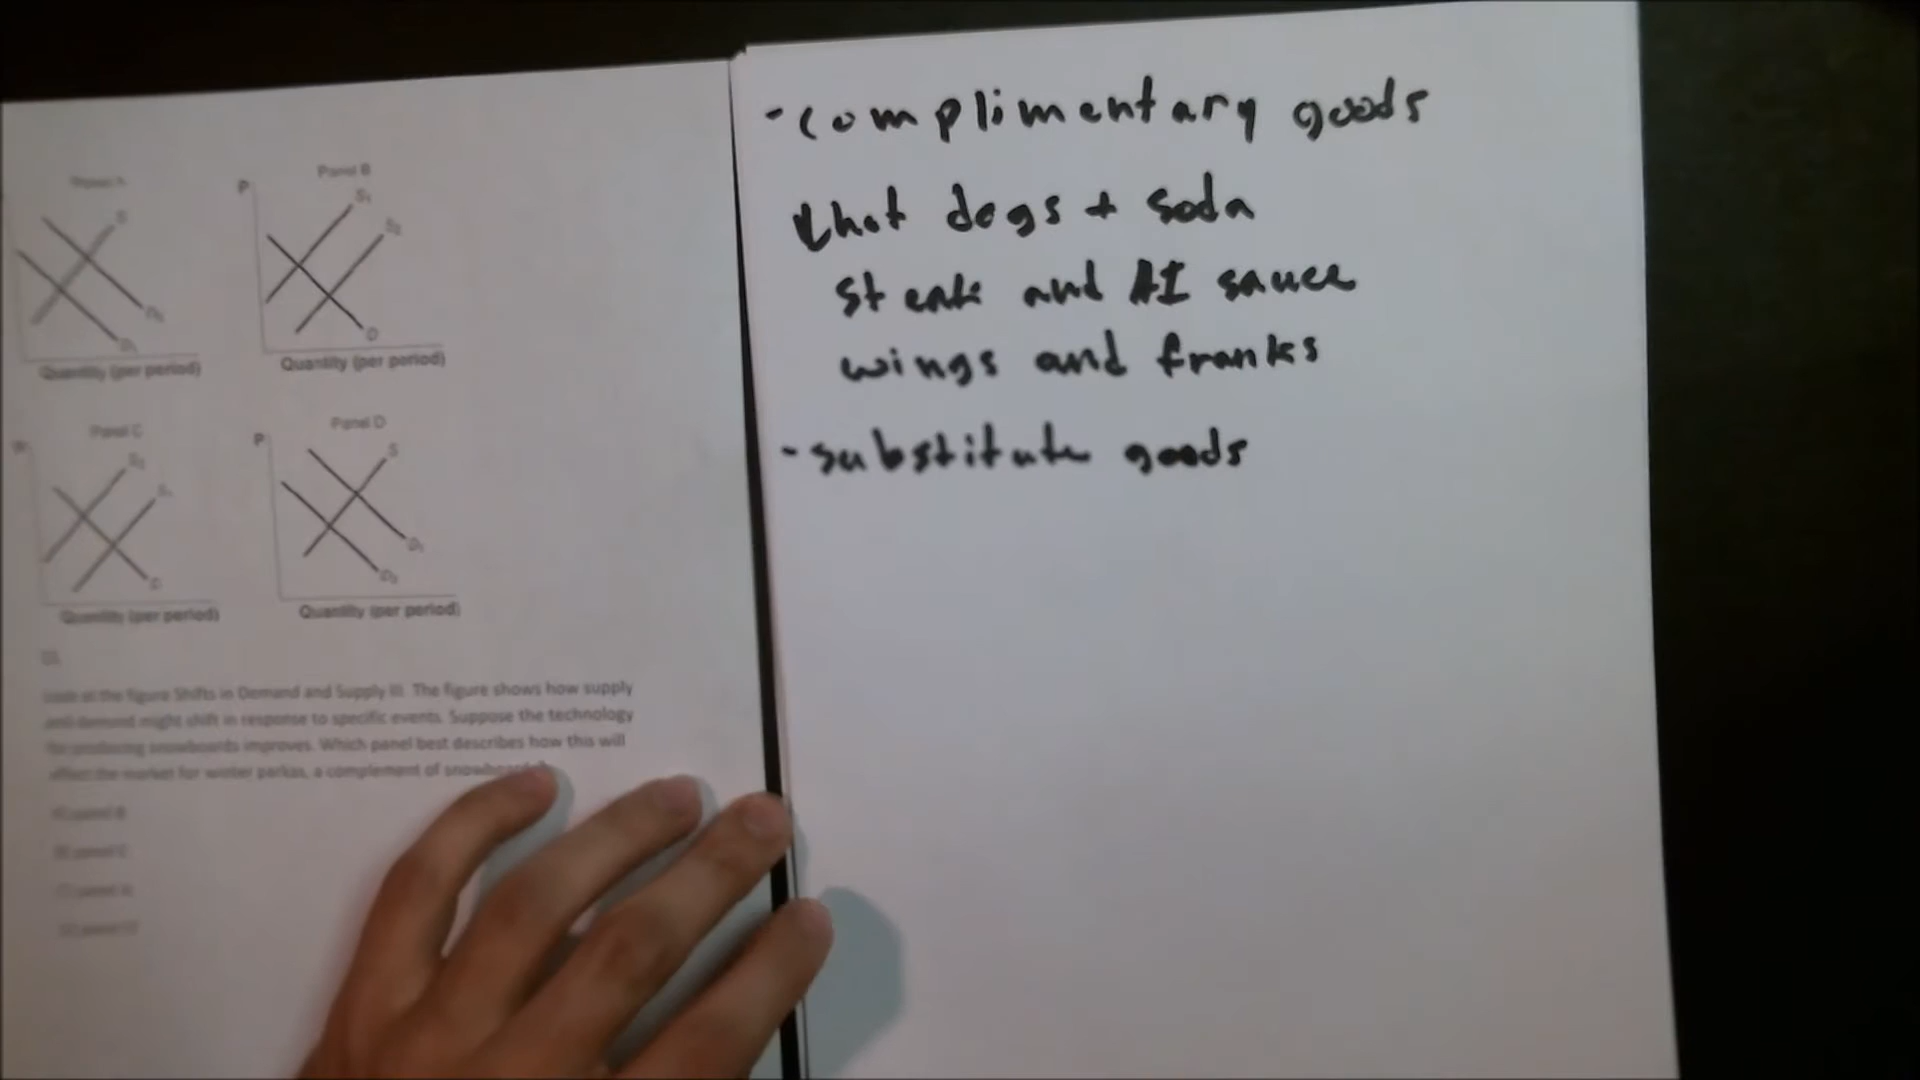 Panel B
P
S₁
S₂
D
Quantity (per period)
Quantity (per period)
Panel C
Panel D
P
S
D₁
D₂
Quantity (per period)
Quantity (per period)
look at the figure Shifts in Demand and Supply III. The figure shows how supply
and demand might shift in response to specific events. Suppose the technology
for producing snowboards improves. Which panel best describes how this will
affect the market for winter parkas, a complement of
- complimentary goods
hot dogs + soda
steak and A1 sauce
wings and franks
- substitute goods